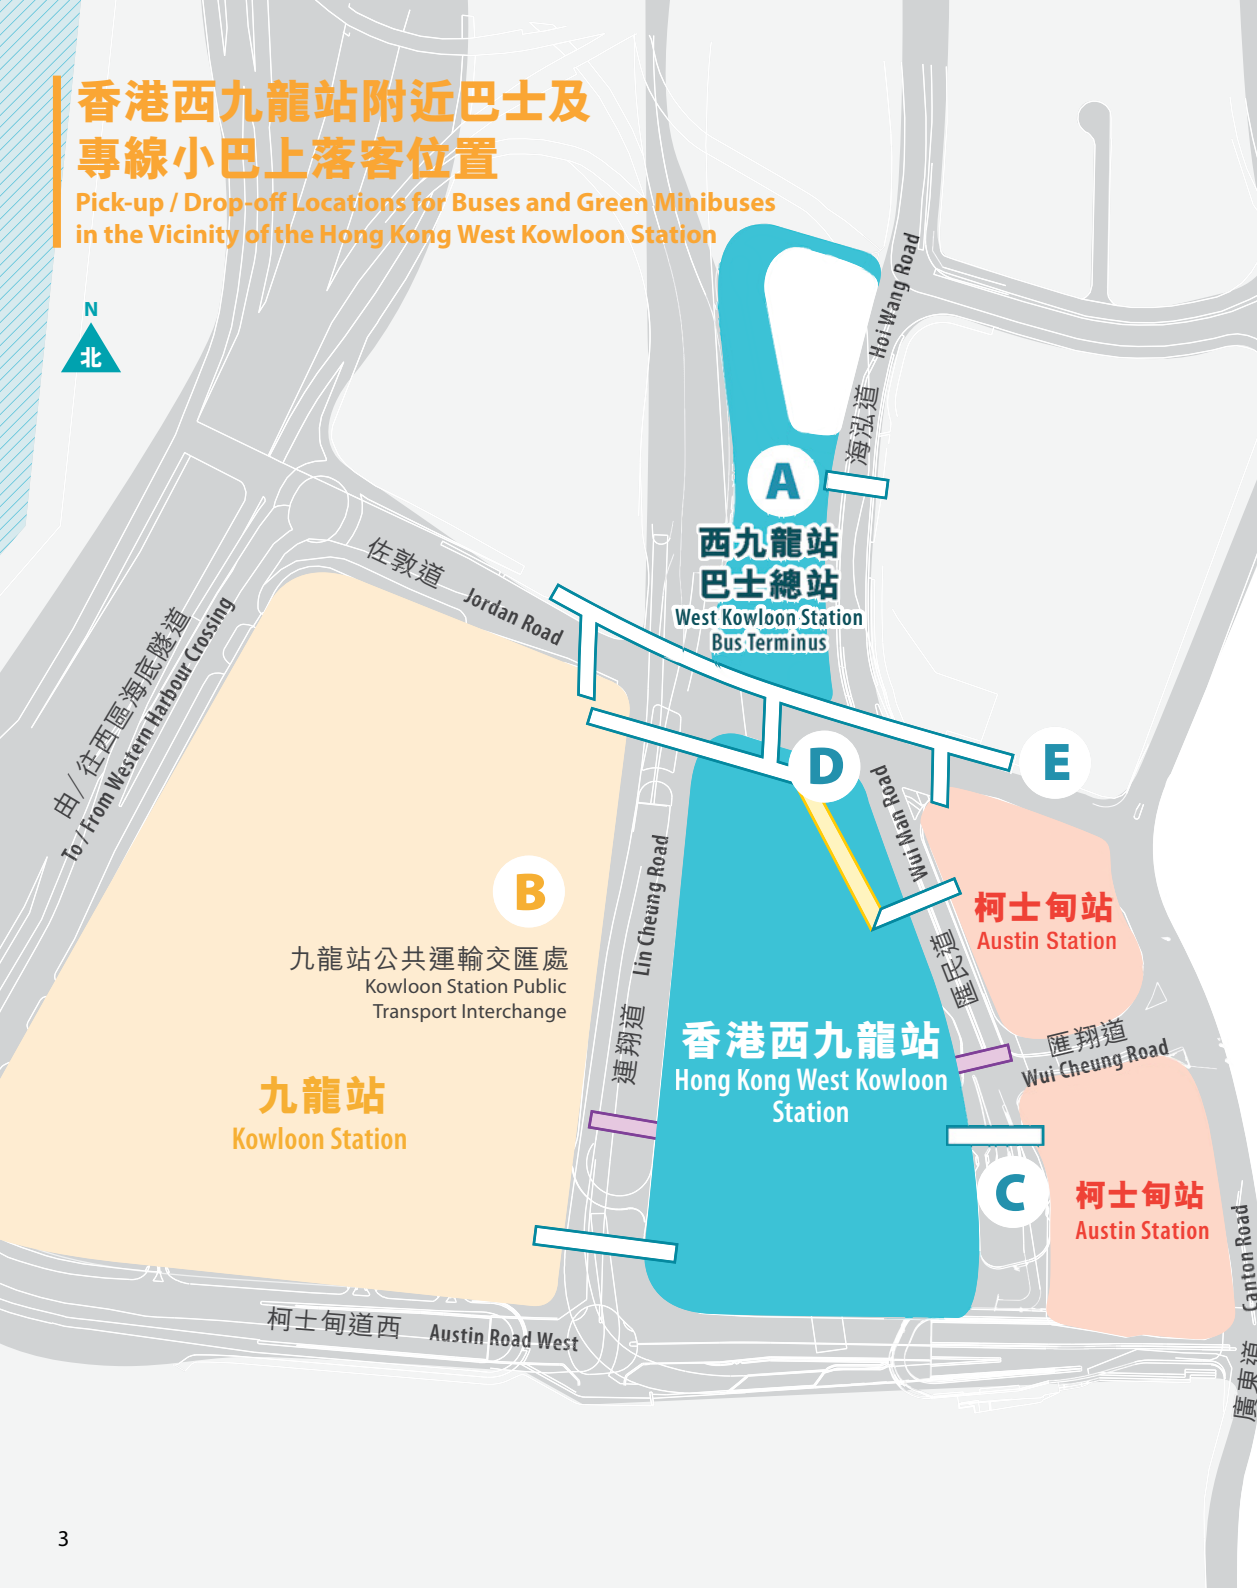 香港西九龍站附近巴士及
專線小巴上落客位置
Pick-up / Drop-off Locations for Buses and Green Minibuses
in the Vicinity of the Hong Kong West Kowloon Station
N
北
海泓道 Hoi Wang Road
A
西九龍站
巴士總站
West Kowloon Station
Bus Terminus
佐敦道 Jordan Road
由/往西區海底隧道
To / From Western Harbour Crossing
D
E
Wui Man Road
匯民道
B
九龍站公共運輸交匯處
Kowloon Station Public
Transport Interchange
Lin Cheung Road
連翔道
柯士甸站
Austin Station
香港西九龍站
Hong Kong West Kowloon
Station
匯翔道
Wui Cheung Road
九龍站
Kowloon Station
C
柯士甸站
Austin Station
Canton Road
廣東道
柯士甸道西 Austin Road West
3